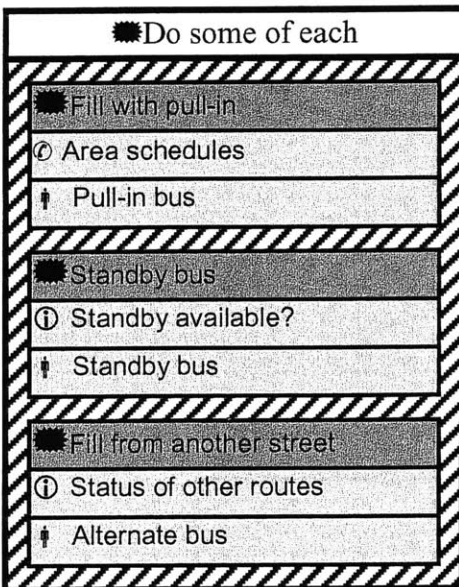 Do some of each
Fill with pull-in
✆ Area schedules
Pull-in bus
Standby bus
ⓘ Standby available?
Standby bus
Fill from another street
ⓘ Status of other routes
Alternate bus